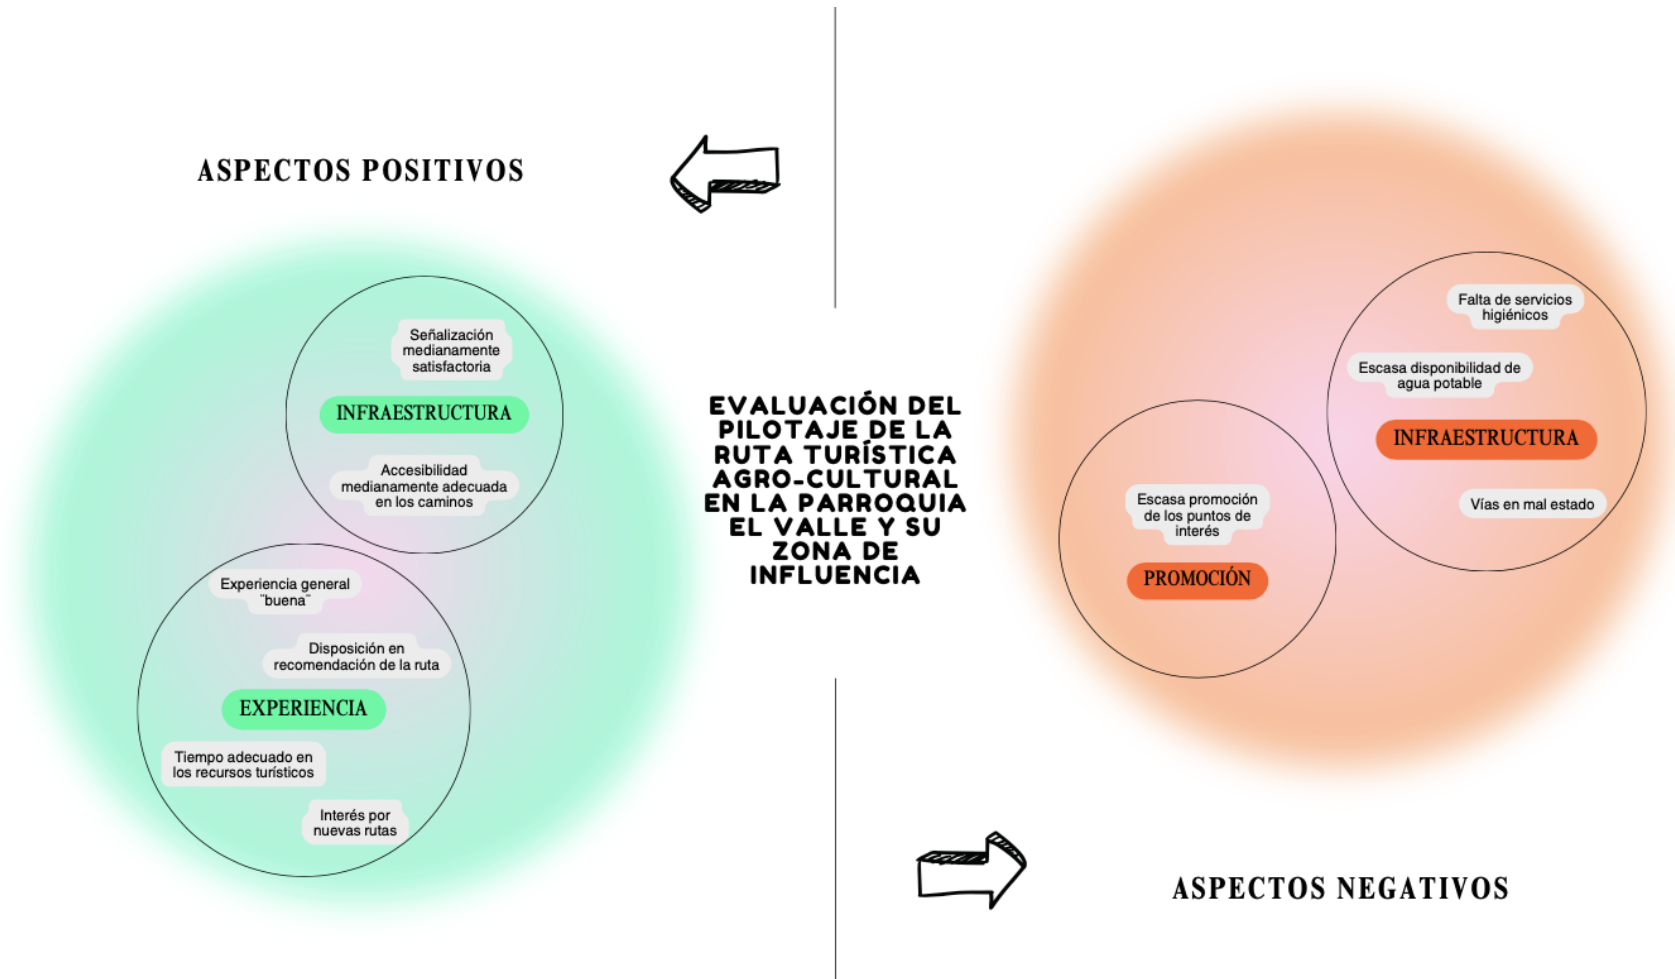 ASPECTOS POSITIVOS
Señalización
medianamente
satisfactoria
INFRAESTRUCTURA
Accesibilidad
medianamente adecuada
en los caminos
Experiencia general
¨buena¨
Disposición en
recomendación de la ruta
EXPERIENCIA
Tiempo adecuado en
los recursos turísticos
Interés por
nuevas rutas
EVALUACIÓN DEL
PILOTAJE DE LA
RUTA TURÍSTICA
AGRO-CULTURAL
EN LA PARROQUIA
EL VALLE Y SU
ZONA DE
INFLUENCIA
Falta de servicios
higiénicos
Escasa disponibilidad de
agua potable
INFRAESTRUCTURA
Vías en mal estado
Escasa promoción
de los puntos de
interés
PROMOCIÓN
ASPECTOS NEGATIVOS